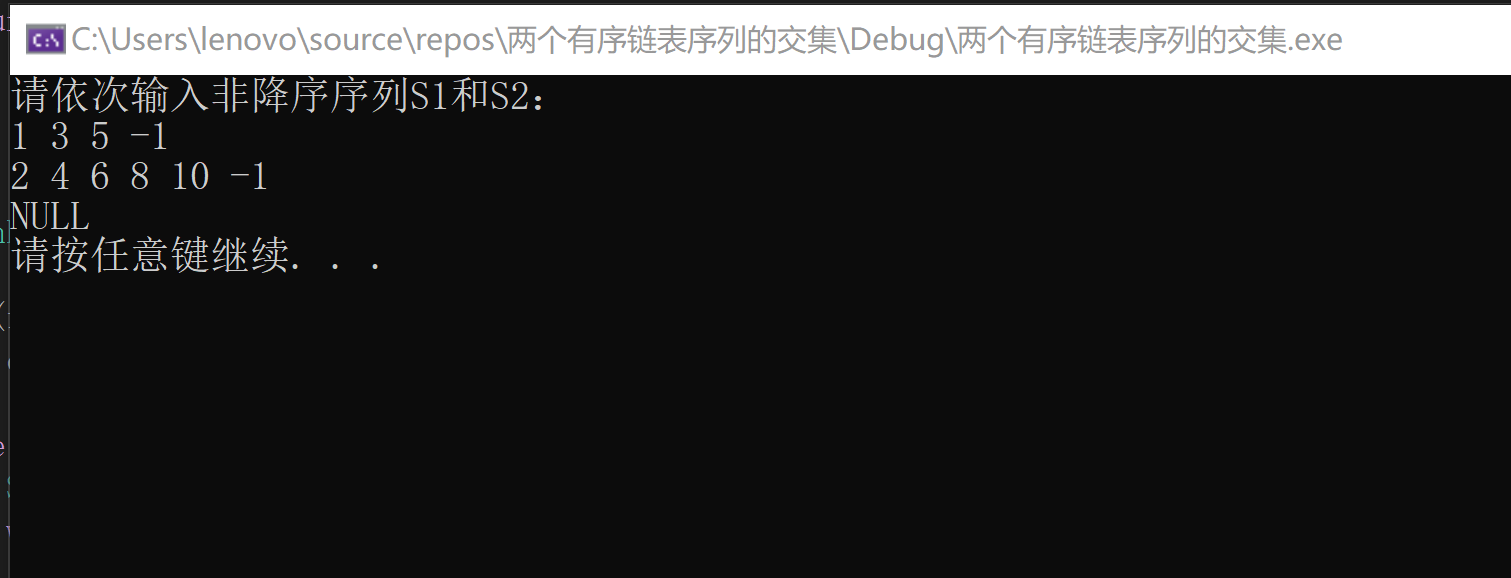 C:\Users\lenovo\source\repos\两个有序链表序列的交集\Debug\两个有序链表序列的交集.exe
请依次输入非降序序列S1和S2：
1 3 5 -1
2 4 6 8 10 -1
NULL
请按任意键继续. . .